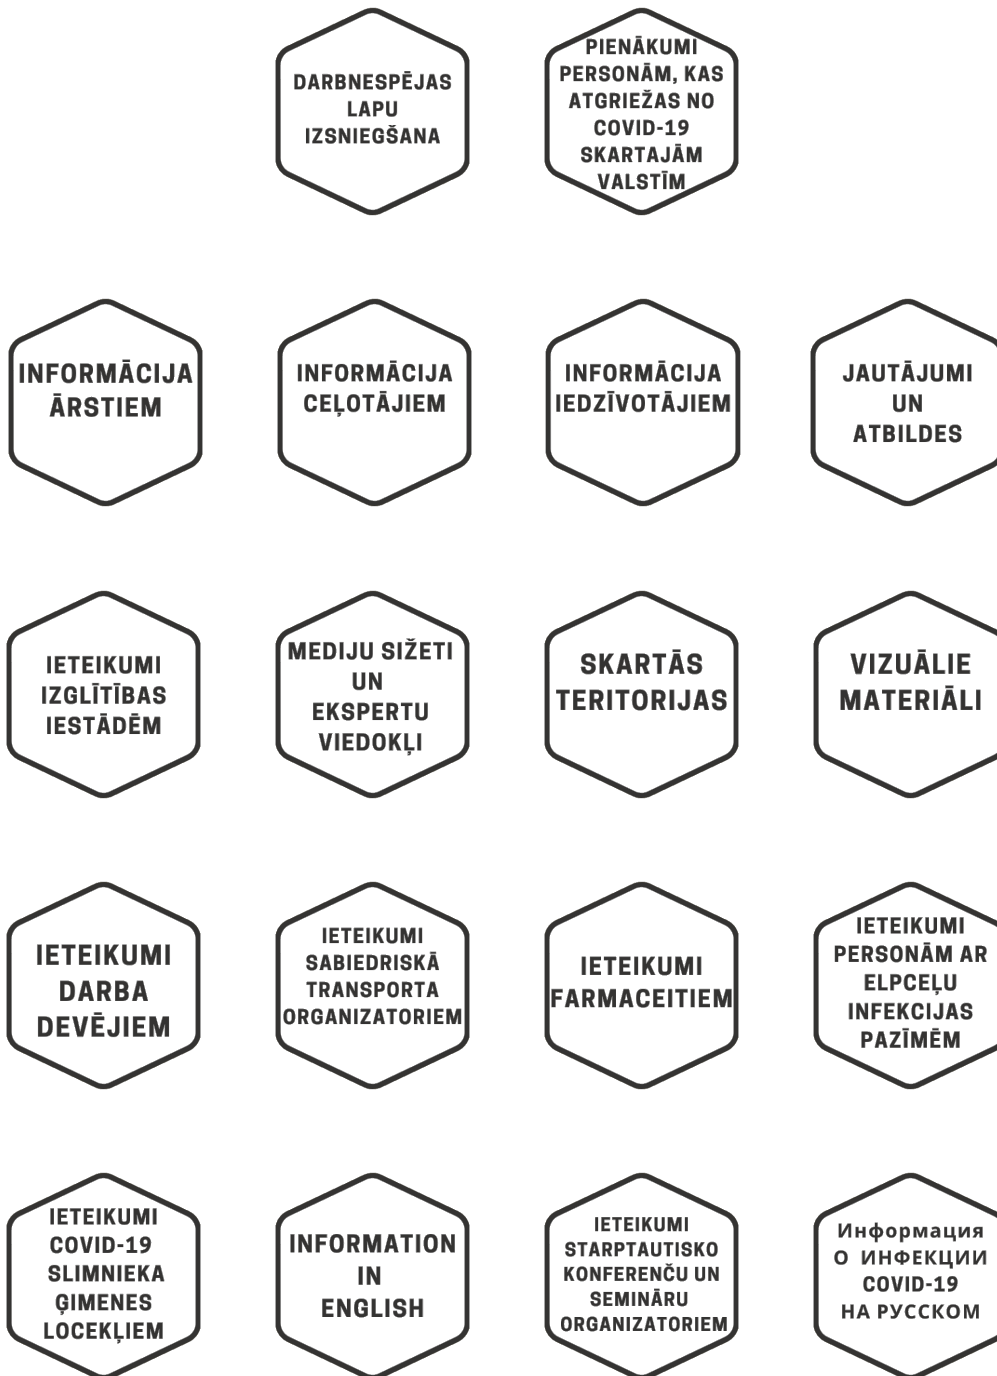 DARBNESPĒJAS
LAPU
IZSNIEGŠANA
PIENĀKUMI
PERSONĀM, KAS
ATGRIEŽAS NO
COVID-19
SKARTAJĀM
VALSTĪM
INFORMĀCIJA
ĀRSTIEM
INFORMĀCIJA
CEĻOTĀJIEM
INFORMĀCIJA
IEDZĪVOTĀJIEM
JAUTĀJUMI
UN
ATBILDES
IETEIKUMI
IZGLĪTĪBAS
IESTĀDĒM
MEDIJU SIŽETI
UN
EKSPERTU
VIEDOKĻI
SKARTĀS
TERITORIJAS
VIZUĀLIE
MATERIĀLI
IETEIKUMI
DARBA
DEVĒJIEM
IETEIKUMI
SABIEDRISKĀ
TRANSPORTA
ORGANIZATORIEM
IETEIKUMI
FARMACEITIEM
IETEIKUMI
PERSONĀM AR
ELPCEĻU
INFEKCIJAS
PAZĪMĒM
IETEIKUMI
COVID-19
SLIMNIEKA
ĢIMENES
LOCEKĻIEM
INFORMATION
IN
ENGLISH
IETEIKUMI
STARPTAUTISKO
KONFERENČU UN
SEMINĀRU
ORGANIZATORIEM
Информация
О ИНФЕКЦИИ
COVID-19
НА РУССКОМ